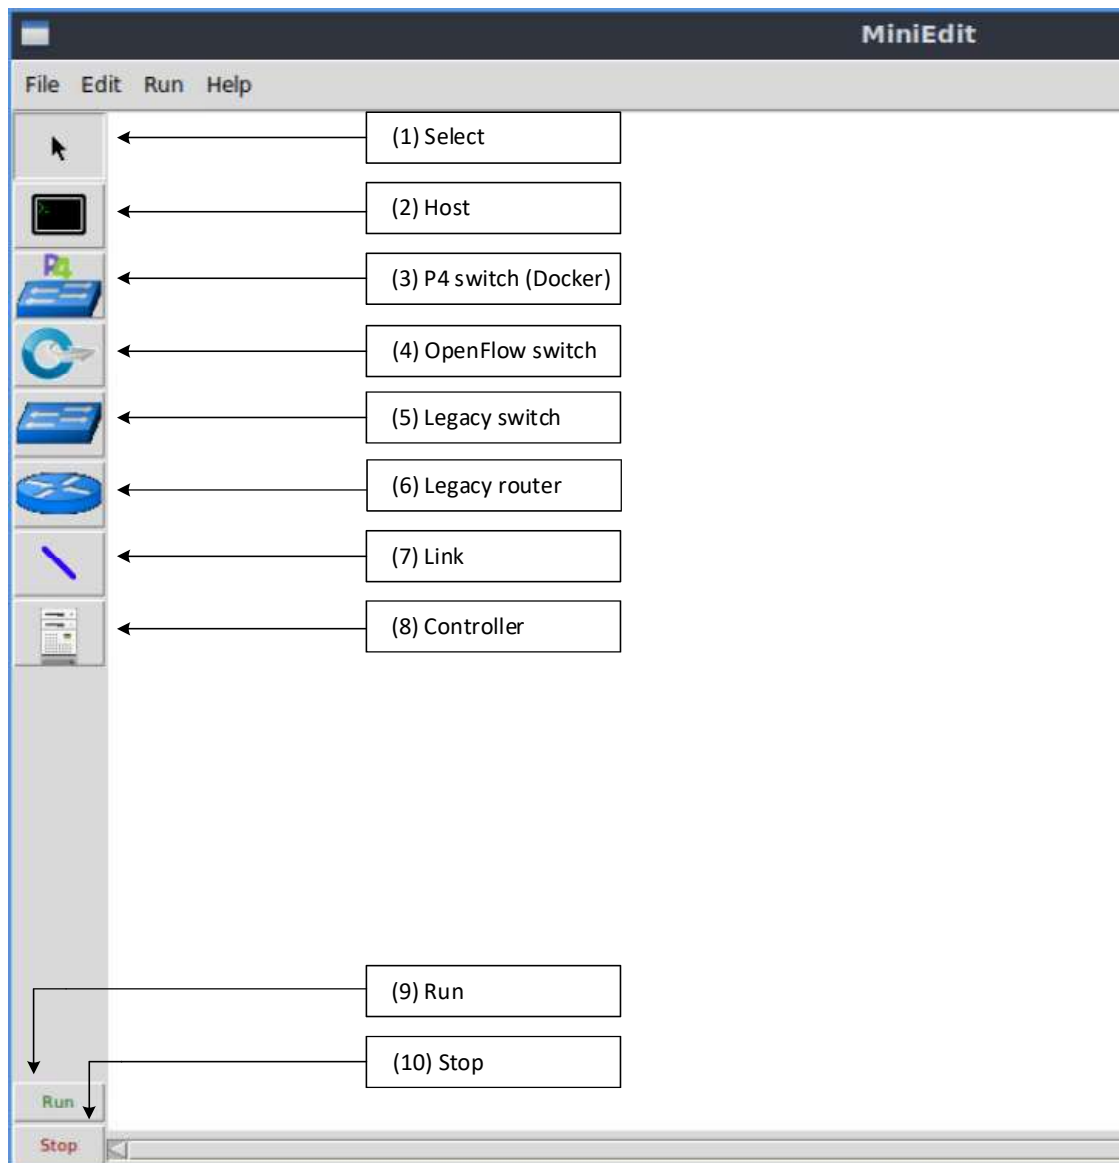 MiniEdit
File Edit Run Help
(1) Select
(2) Host
P4
(3) P4 switch (Docker)
(4) OpenFlow switch
(5) Legacy switch
(6) Legacy router
(7) Link
(8) Controller
(9) Run
(10) Stop
Run
Stop